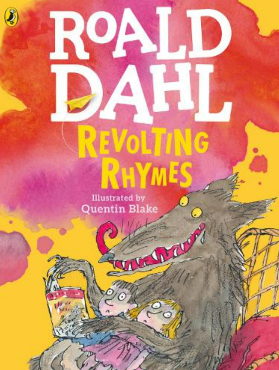 ROALD
DAHL
REVOLTING
RHYMES
Illustrated by
Quentin Blake